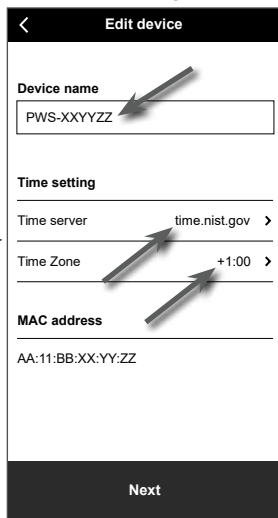 Edit device
Device name
PWS-XXYYZZ
Time setting
Time server time.nist.gov
Time Zone +1:00
MAC address
AA:11:BB:XX:YY:ZZ
Next